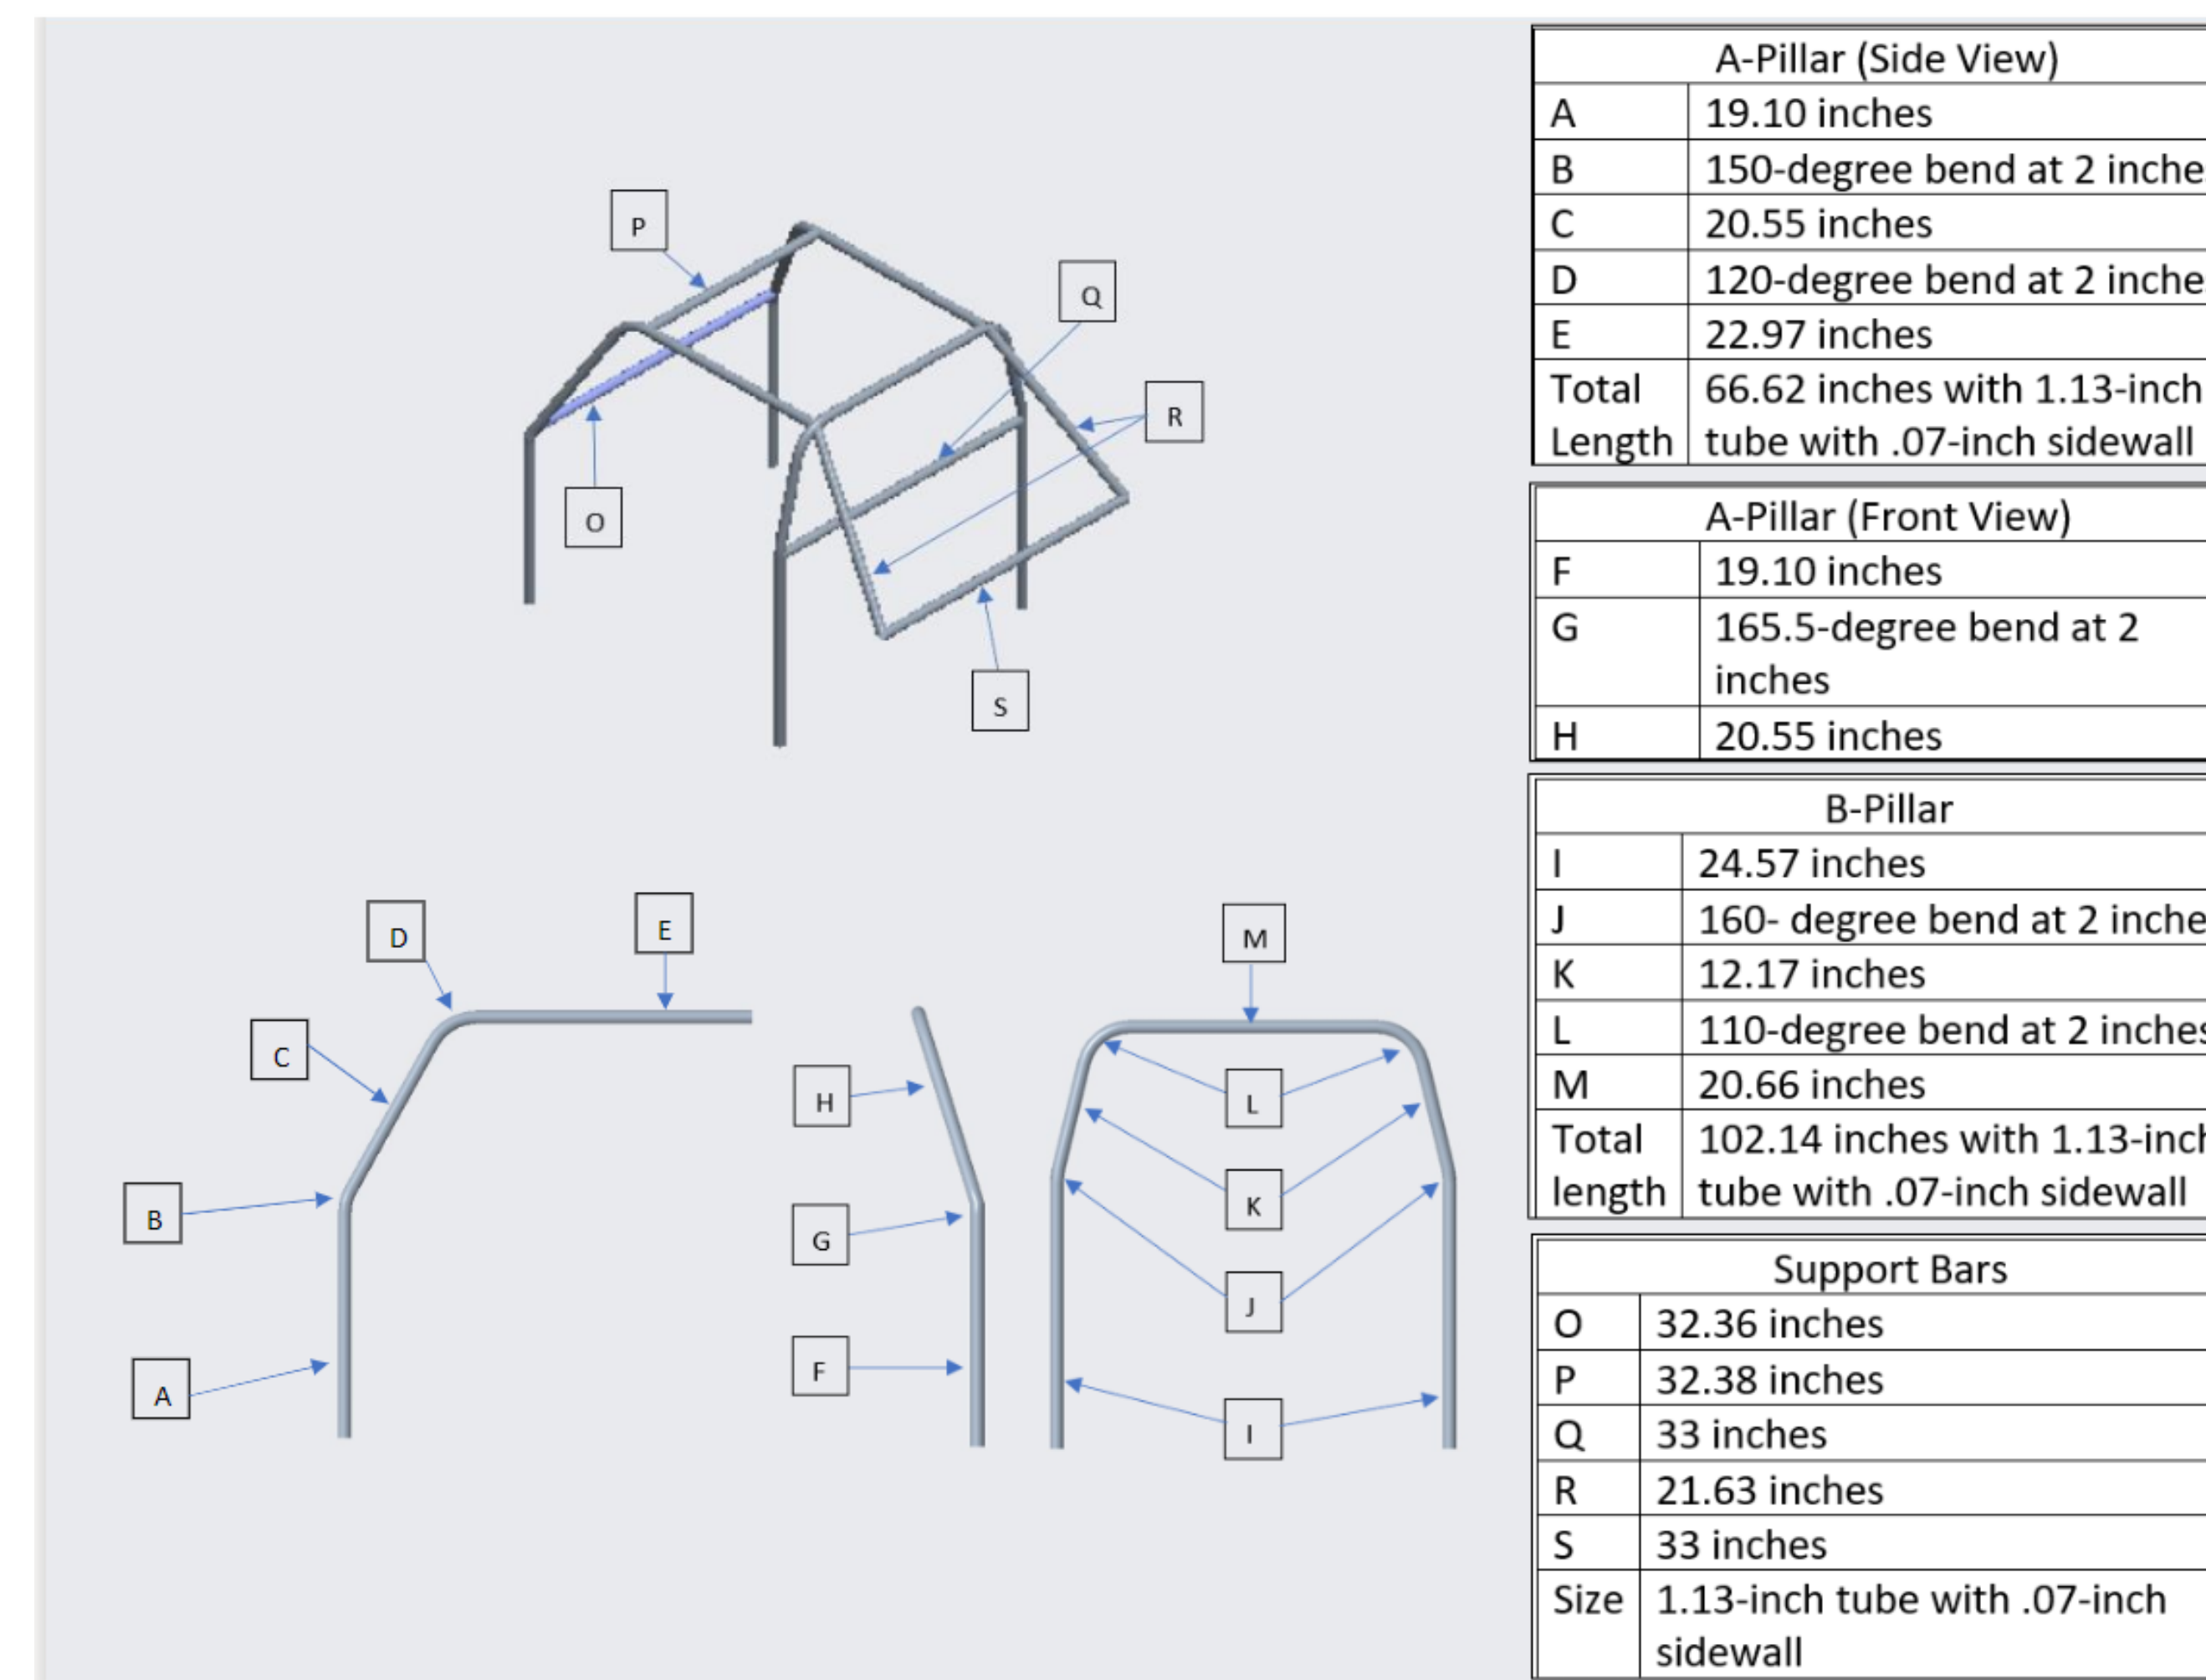 P
Q
R
O
S
D
E
C
B
A
H
G
F
M
L
K
J
I
A-Pillar (Side View)
A 19.10 inches
B 150-degree bend at 2 inche
C 20.55 inches
D 120-degree bend at 2 inche
E 22.97 inches
Total 66.62 inches with 1.13-inch
Length tube with .07-inch sidewall
A-Pillar (Front View)
F 19.10 inches
G 165.5-degree bend at 2
inches
H 20.55 inches
B-Pillar
I 24.57 inches
J 160- degree bend at 2 inche
K 12.17 inches
L 110-degree bend at 2 inches
M 20.66 inches
Total 102.14 inches with 1.13-inch
length tube with .07-inch sidewall
Support Bars
O 32.36 inches
P 32.38 inches
Q 33 inches
R 21.63 inches
S 33 inches
Size 1.13-inch tube with .07-inch
sidewall